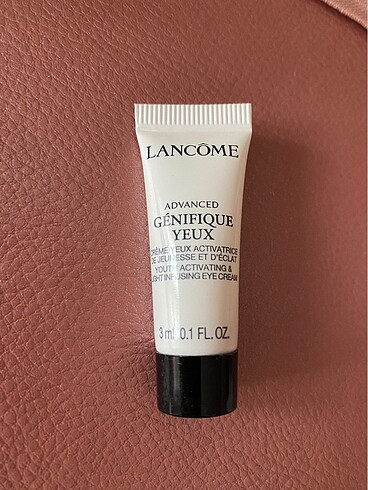 LANCÔME
ADVANCED
GÉNIFIQUE
YEUX
CRÈME YEUX ACTIVATRICE
DE JEUNESSE ET D'ÉCLAT
YOUTH ACTIVATING &
LIGHT INFUSING EYE CREAM
3 ml 0.1 FL. OZ.